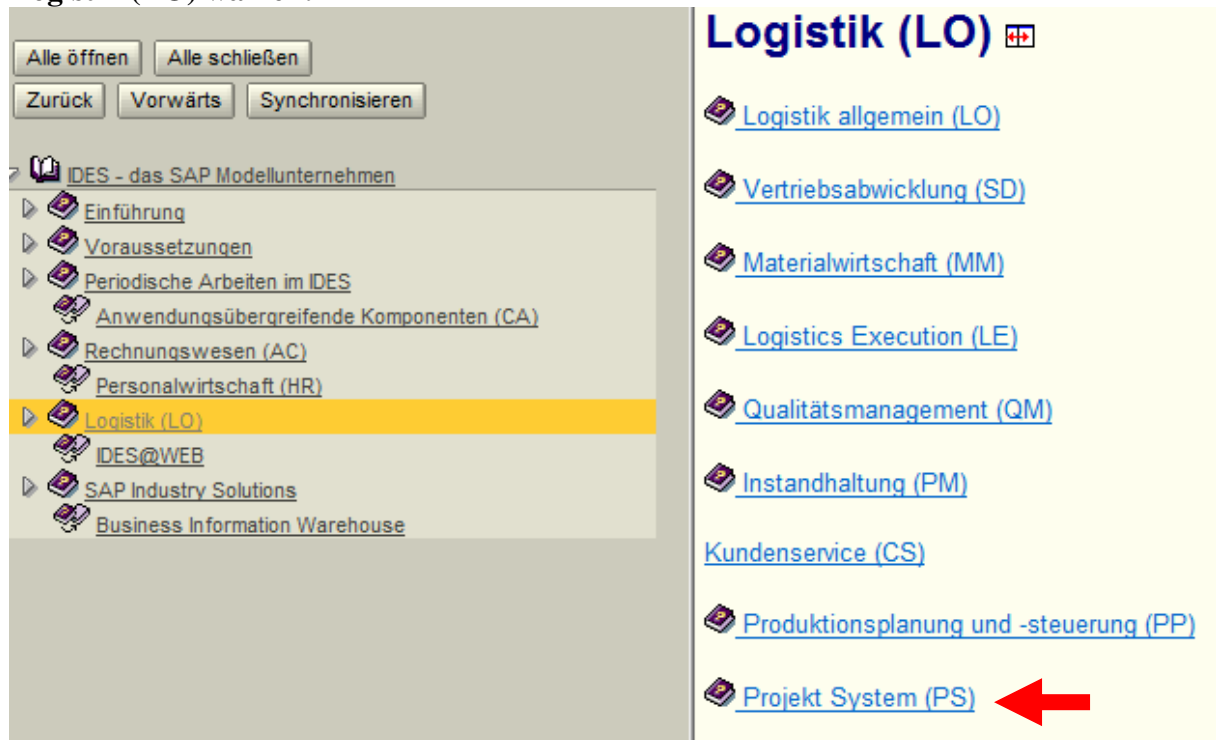 Alle öffnen Alle schließen
Zurück Vorwärts Synchronisieren
IDES - das SAP Modellunternehmen
Einführung
Voraussetzungen
Periodische Arbeiten im IDES
Anwendungsübergreifende Komponenten (CA)
Rechnungswesen (AC)
Personalwirtschaft (HR)
Logistik (LO)
IDES@WEB
SAP Industry Solutions
Business Information Warehouse
Logistik (LO)
Logistik allgemein (LO)
Vertriebsabwicklung (SD)
Materialwirtschaft (MM)
Logistics Execution (LE)
Qualitätsmanagement (QM)
Instandhaltung (PM)
Kundenservice (CS)
Produktionsplanung und -steuerung (PP)
Projekt System (PS)